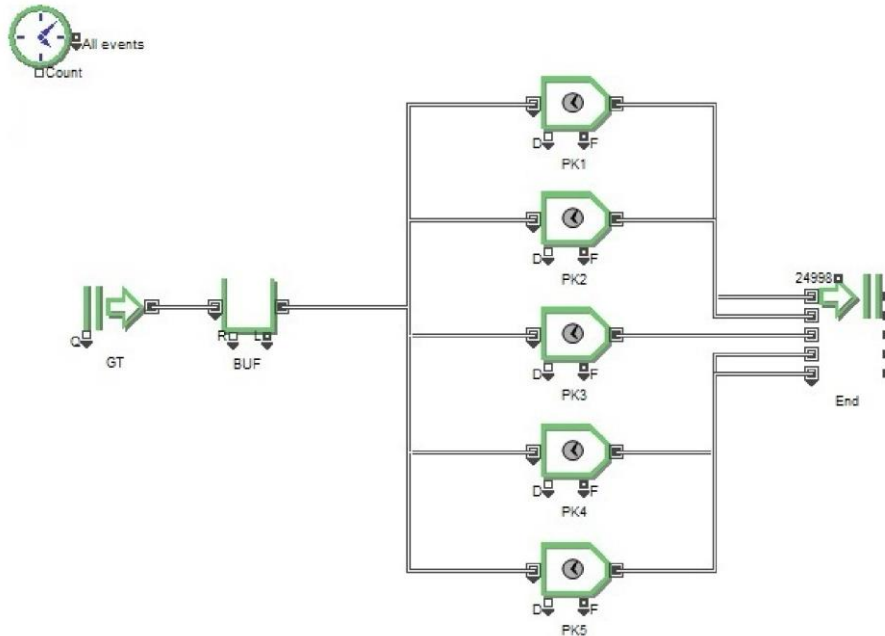 All events
Count
D F
PK1
D F
PK2
24998
Q
GT
R L
BUF
D F
PK3
End
D F
PK4
D F
PK5